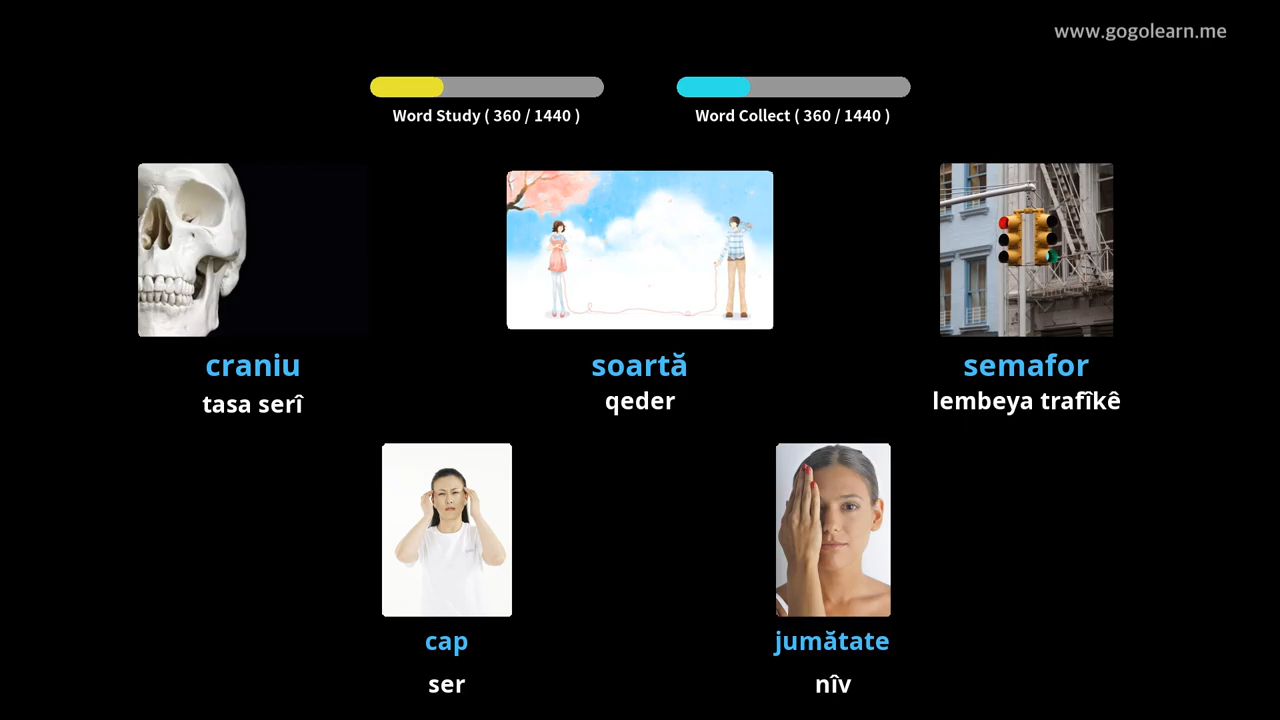 www.gogolearn.me
Word Study ( 360 / 1440 )
Word Collect ( 360 / 1440 )
craniu
tasa serî
soartă
qeder
semafor
lembeya trafîkê
cap
ser
jumătate
nîv